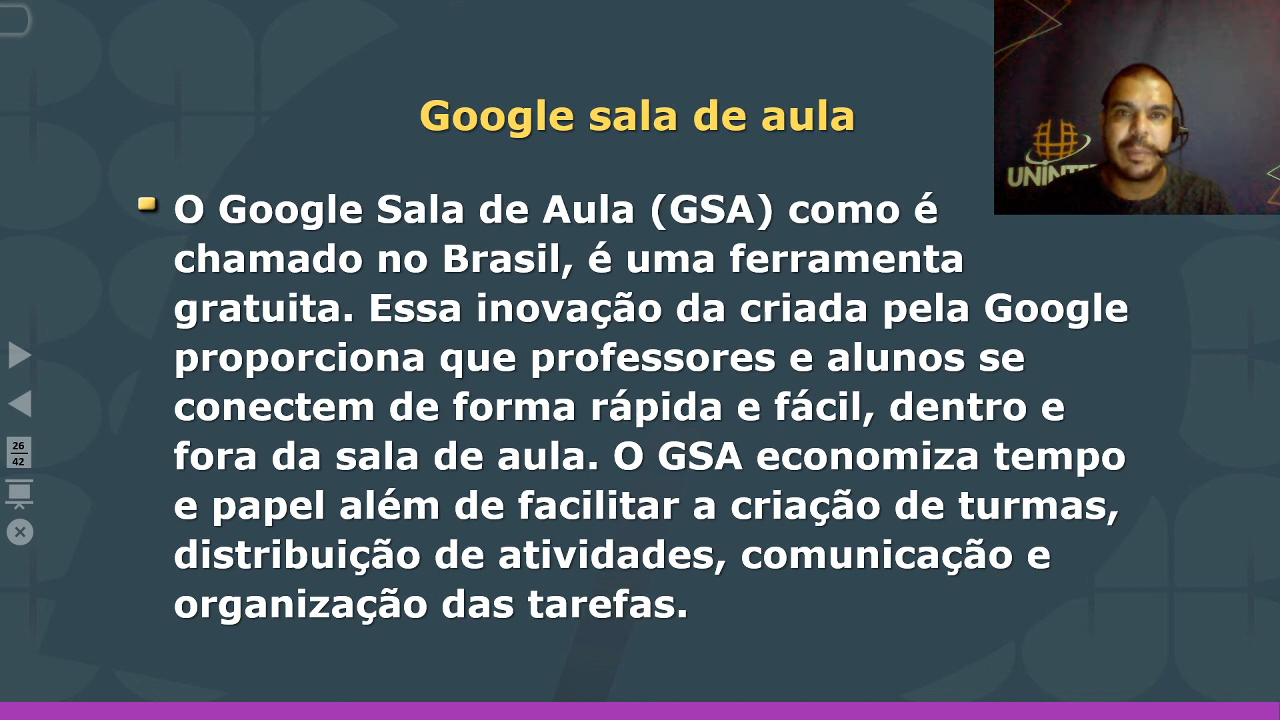 Google sala de aula
O Google Sala de Aula (GSA) como é
chamado no Brasil, é uma ferramenta
gratuita. Essa inovação da criada pela Google
proporciona que professores e alunos se
conectem de forma rápida e fácil, dentro e
fora da sala de aula. O GSA economiza tempo
e papel além de facilitar a criação de turmas,
distribuição de atividades, comunicação e
organização das tarefas.
26
42